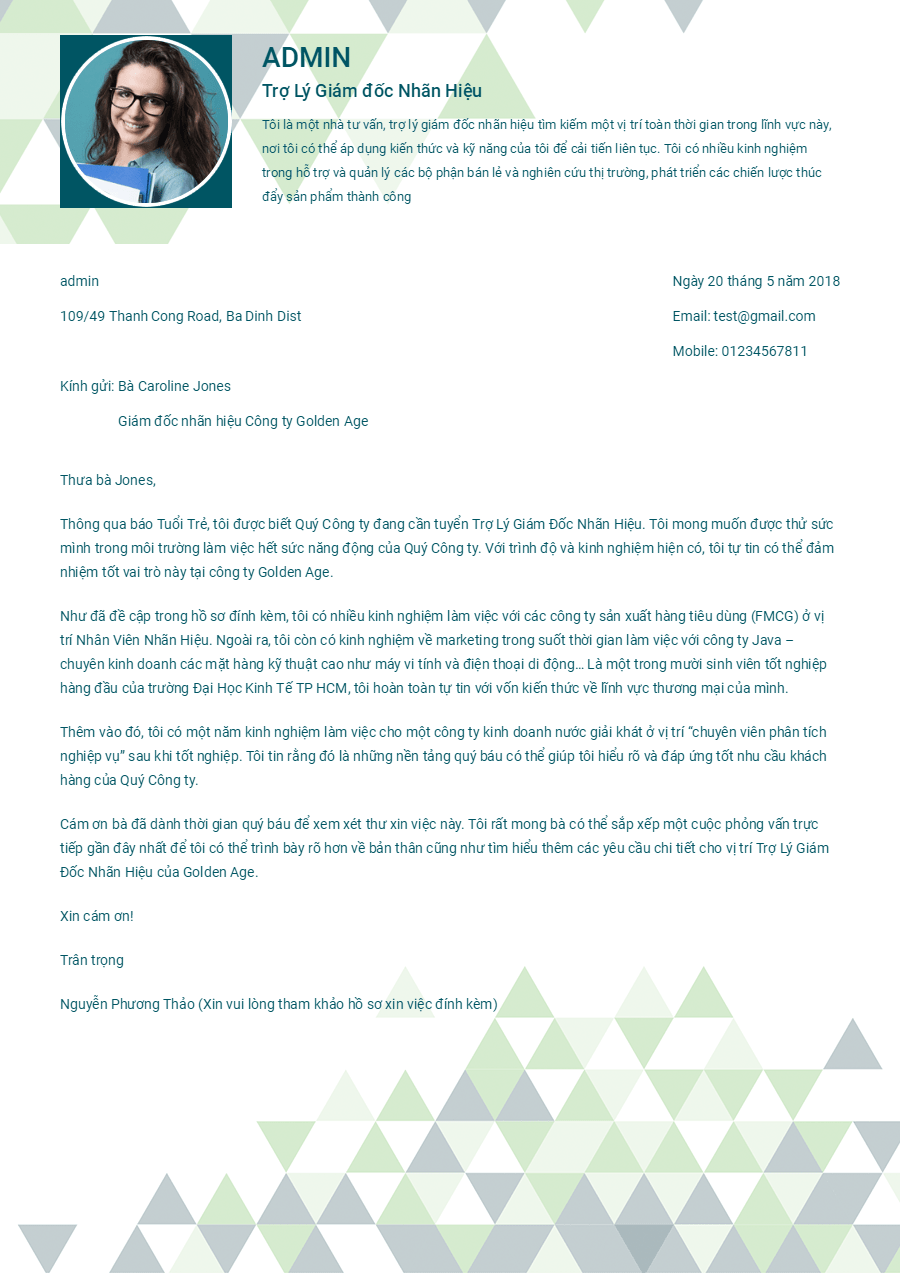 ADMIN
Trợ Lý Giám đốc Nhãn Hiệu
Tôi là một nhà tư vấn, trợ lý giám đốc nhãn hiệu tìm kiếm một vị trí toàn thời gian trong lĩnh vực này,
nơi tôi có thể áp dụng kiến thức và kỹ năng của tôi để cải tiến liên tục. Tôi có nhiều kinh nghiệm
trong hỗ trợ và quản lý các bộ phận bán lẻ và nghiên cứu thị trường, phát triển các chiến lược thúc
đẩy sản phẩm thành công
admin
109/49 Thanh Cong Road, Ba Dinh Dist
Ngày 20 tháng 5 năm 2018
Email: test@gmail.com
Mobile: 01234567811
Kính gửi: Bà Caroline Jones
Giám đốc nhãn hiệu Công ty Golden Age
Thưa bà Jones,
Thông qua báo Tuổi Trẻ, tôi được biết Quý Công ty đang cần tuyển Trợ Lý Giám Đốc Nhãn Hiệu. Tôi mong muốn được thử sức
mình trong môi trường làm việc hết sức năng động của Quý Công ty. Với trình độ và kinh nghiệm hiện có, tôi tự tin có thể đảm
nhiệm tốt vai trò này tại công ty Golden Age.
Như đã đề cập trong hồ sơ đính kèm, tôi có nhiều kinh nghiệm làm việc với các công ty sản xuất hàng tiêu dùng (FMCG) ở vị
trí Nhân Viên Nhãn Hiệu. Ngoài ra, tôi còn có kinh nghiệm về marketing trong suốt thời gian làm việc với công ty Java –
chuyên kinh doanh các mặt hàng kỹ thuật cao như máy vi tính và điện thoại di động… Là một trong mười sinh viên tốt nghiệp
hàng đầu của trường Đại Học Kinh Tế TP HCM, tôi hoàn toàn tự tin với vốn kiến thức về lĩnh vực thương mại của mình.
Thêm vào đó, tôi có một năm kinh nghiệm làm việc cho một công ty kinh doanh nước giải khát ở vị trí “chuyên viên phân tích
nghiệp vụ” sau khi tốt nghiệp. Tôi tin rằng đó là những nền tảng quý báu có thể giúp tôi hiểu rõ và đáp ứng tốt nhu cầu khách
hàng của Quý Công ty.
Cám ơn bà đã dành thời gian quý báu để xem xét thư xin việc này. Tôi rất mong bà có thể sắp xếp một cuộc phỏng vấn trực
tiếp gần đây nhất để tôi có thể trình bày rõ hơn về bản thân cũng như tìm hiểu thêm các yêu cầu chi tiết cho vị trí Trợ Lý Giám
Đốc Nhãn Hiệu của Golden Age.
Xin cám ơn!
Trân trọng
Nguyễn Phương Thảo (Xin vui lòng tham khảo hồ sơ xin việc đính kèm)